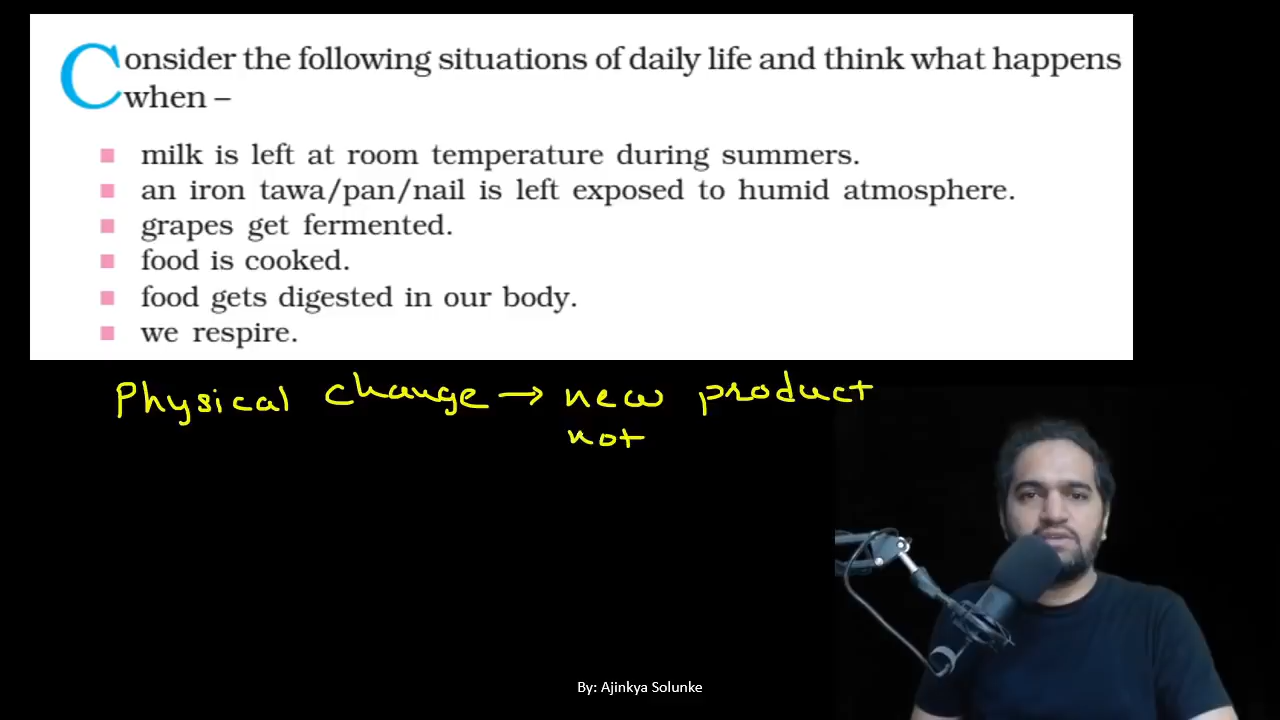 Consider the following situations of daily life and think what happens
when –
milk is left at room temperature during summers.
an iron tawa/pan/nail is left exposed to humid atmosphere.
grapes get fermented.
food is cooked.
food gets digested in our body.
we respire.
Physical change → new product
not
By: Ajinkya Solunke